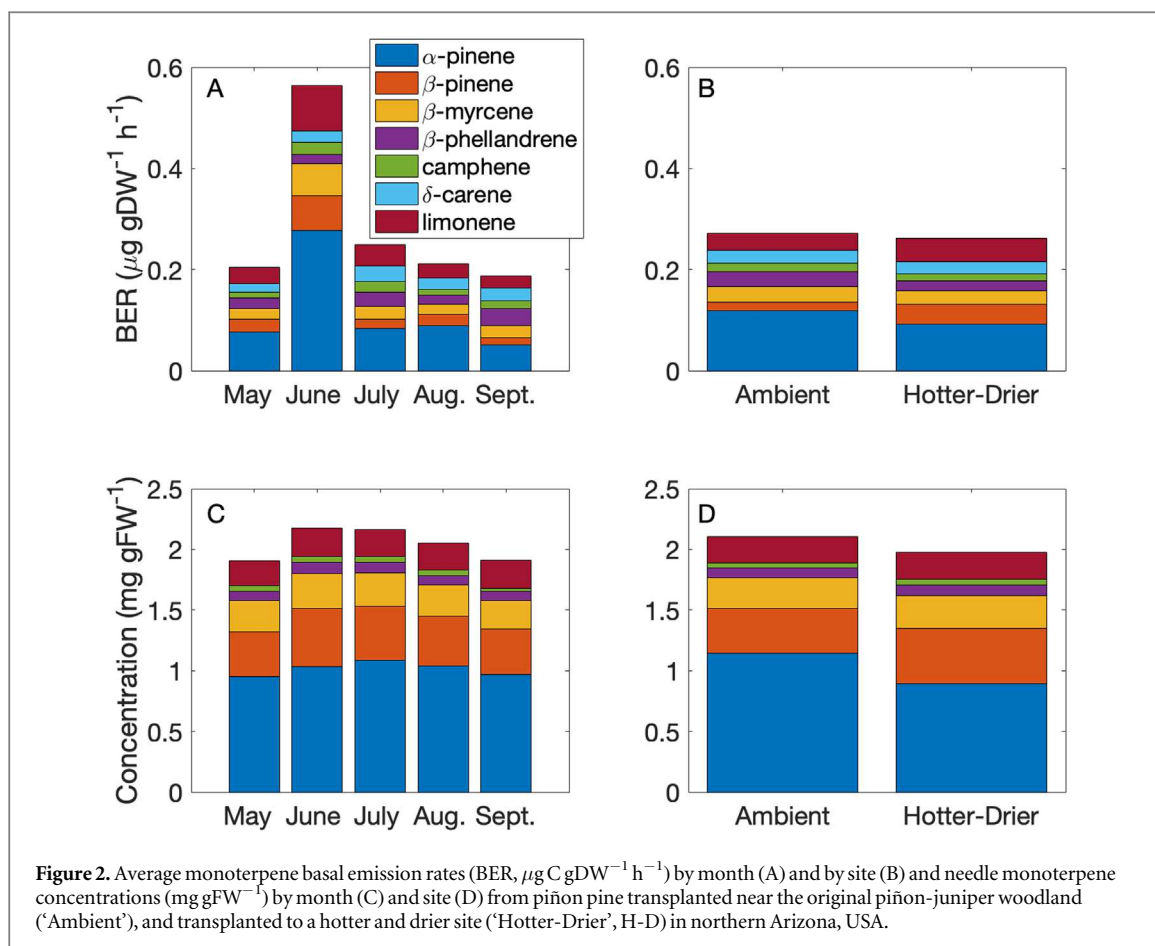 A
0.6
0.4
0.2
0
BER (μg gDW⁻¹ h⁻¹)
May June July Aug. Sept.
α-pinene
β-pinene
β-myrcene
β-phellandrene
camphene
δ-carene
limonene
B
0.6
0.4
0.2
0
Ambient Hotter-Drier
C
2.5
2
1.5
1
0.5
0
Concentration (mg gFW⁻¹)
May June July Aug. Sept.
D
2.5
2
1.5
1
0.5
0
Ambient Hotter-Drier
Figure 2. Average monoterpene basal emission rates (BER, μg C gDW⁻¹ h⁻¹) by month (A) and by site (B) and needle monoterpene
concentrations (mg gFW⁻¹) by month (C) and site (D) from piñon pine transplanted near the original piñon-juniper woodland
(‘Ambient’), and transplanted to a hotter and drier site (‘Hotter-Drier’, H-D) in northern Arizona, USA.